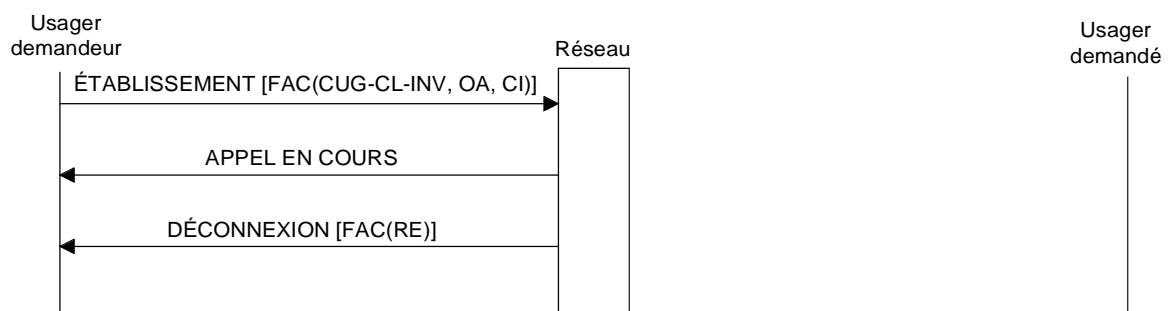 Usager
demandeur
Réseau
Usager
demandé
ÉTABLISSEMENT [FAC(CUG-CL-INV, OA, CI)]
APPEL EN COURS
DÉCONNEXION [FAC(RE)]